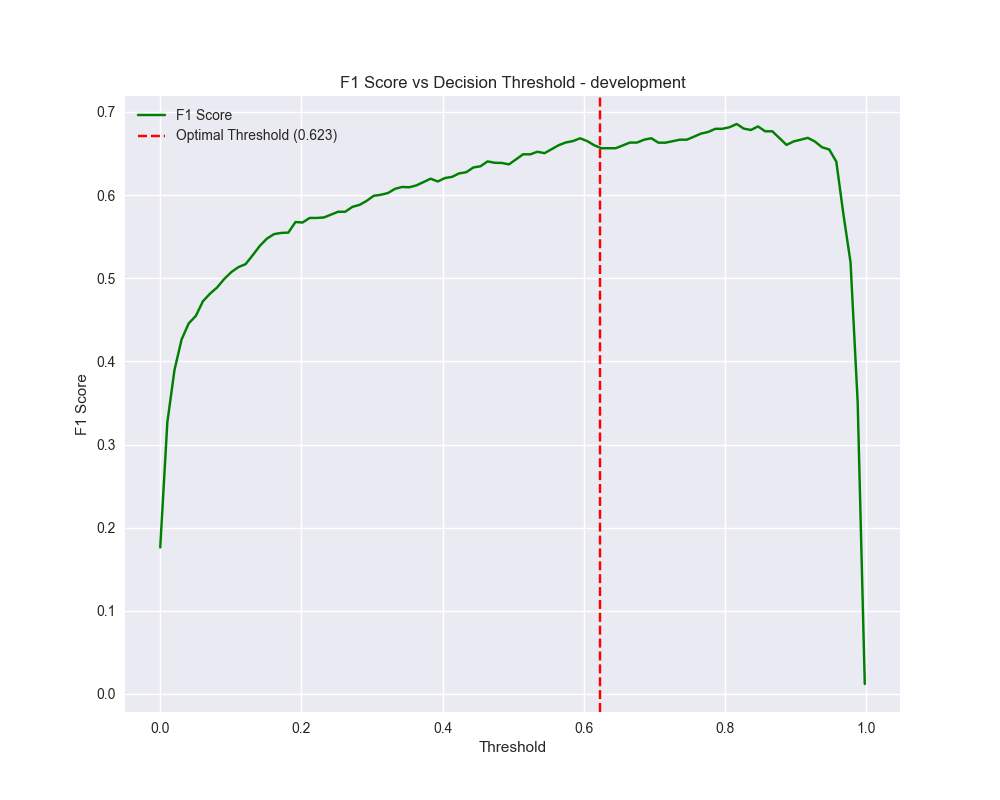 F1 Score vs Decision Threshold - development
F1 Score
Optimal Threshold (0.623)
0.7
0.6
0.5
0.4
0.3
0.2
0.1
0.0
F1 Score
0.0 0.2 0.4 0.6 0.8 1.0
Threshold